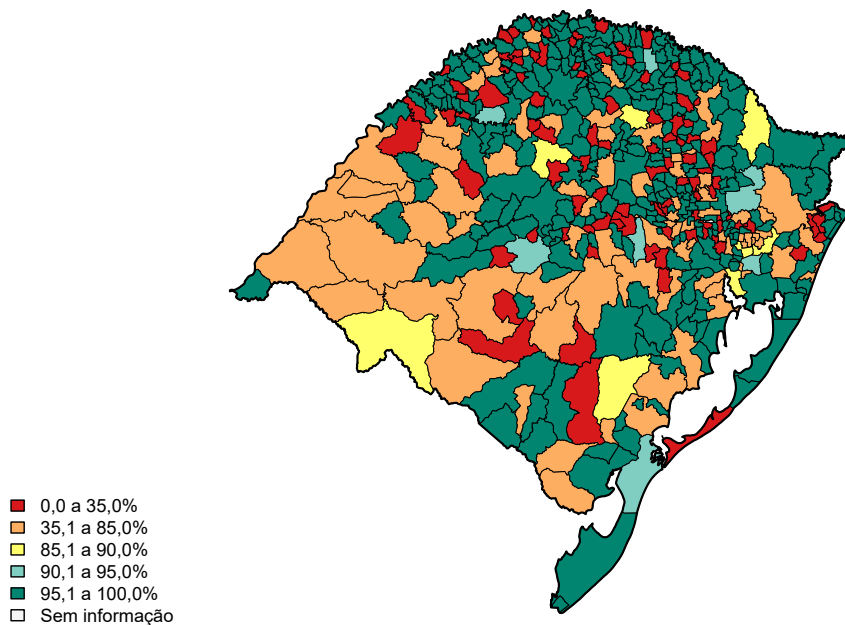 0,0 a 35,0%
35,1 a 85,0%
85,1 a 90,0%
90,1 a 95,0%
95,1 a 100,0%
Sem informação